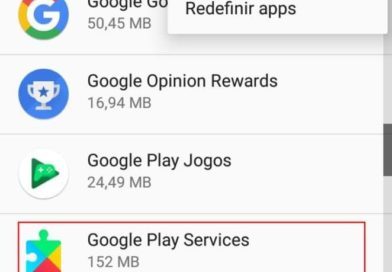 Google Go
Redefinir apps
50,45 MB
Google Opinion Rewards
16,94 MB
Google Play Jogos
24,49 MB
Google Play Services
152 MB